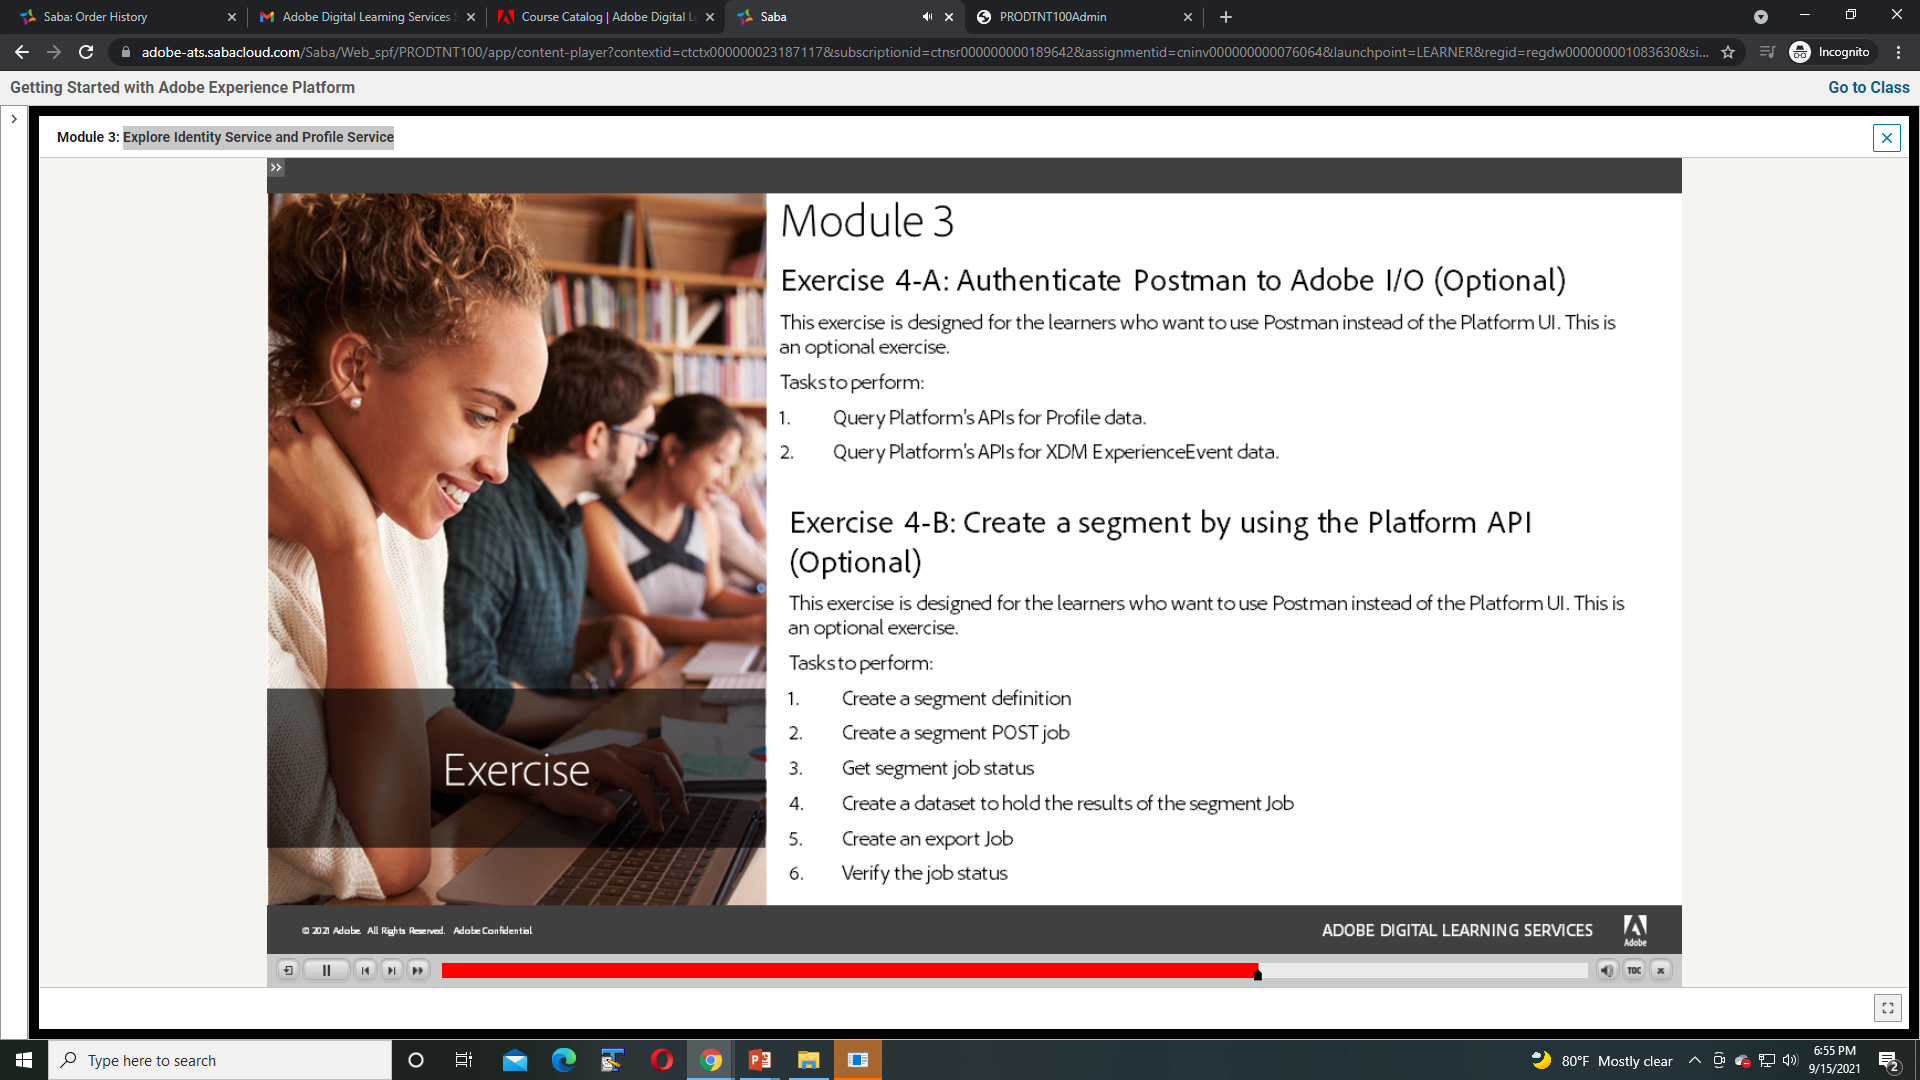 Saba: Order History
Adobe Digital Learning Services S
Course Catalog | Adobe Digital L
Saba
PRODTNT100Admin
adobe-ats.sabacloud.com/Saba/Web_spf/PRODTNT100/app/content-player?contextid=ctctx000000023187117&subscriptionid=ctnsr000000000189642&assignmentid=cninv000000000076064&launchpoint=LEARNER&regid=regdw000000001083630&si...
Incognito
Getting Started with Adobe Experience Platform
Go to Class
Module 3: Explore Identity Service and Profile Service
Module 3
Exercise 4-A: Authenticate Postman to Adobe I/O (Optional)
This exercise is designed for the learners who want to use Postman instead of the Platform UI. This is
an optional exercise.
Tasks to perform:
1. Query Platform's APIs for Profile data.
2. Query Platform's APIs for XDM ExperienceEvent data.
Exercise 4-B: Create a segment by using the Platform API
(Optional)
This exercise is designed for the learners who want to use Postman instead of the Platform UI. This is
an optional exercise.
Tasks to perform:
1. Create a segment definition
2. Create a segment POST job
3. Get segment job status
4. Create a dataset to hold the results of the segment Job
5. Create an export Job
6. Verify the job status
Exercise
© 2021 Adobe. All Rights Reserved. Adobe Confidential
ADOBE DIGITAL LEARNING SERVICES
Adobe
TOC
Type here to search
80°F Mostly clear
6:55 PM
9/15/2021
2